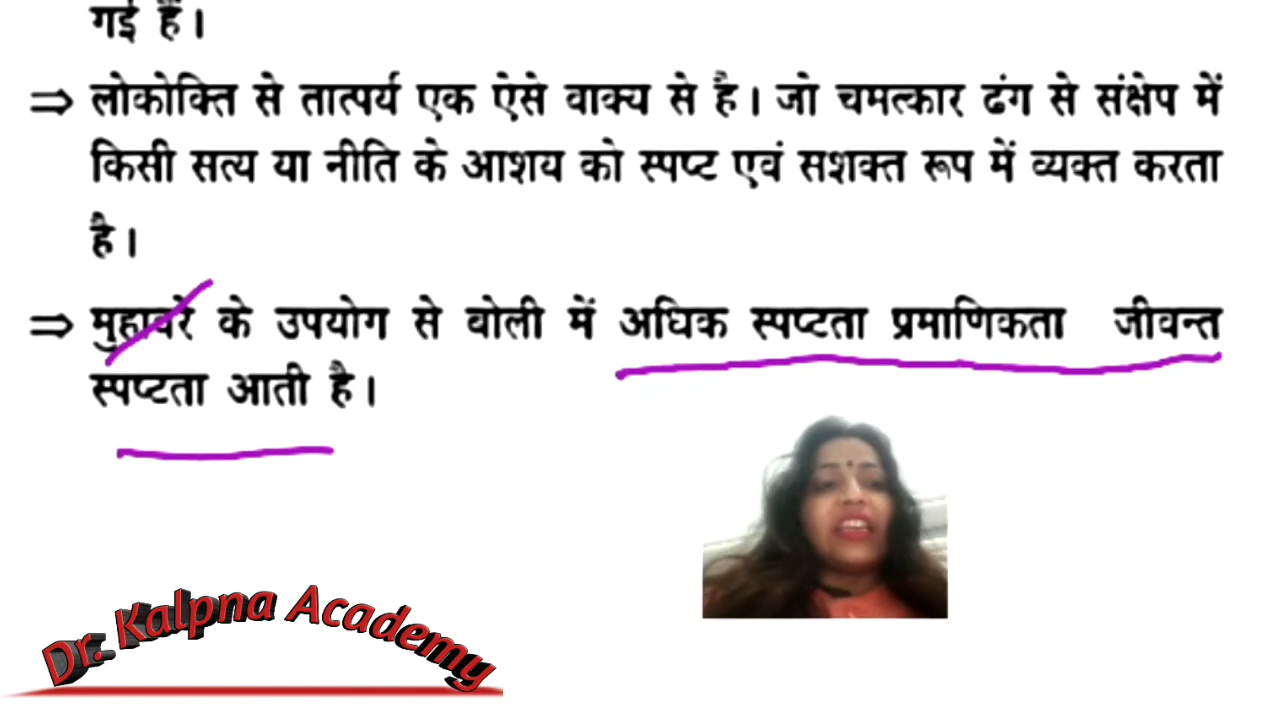 गई हैं।
⇒ लोकोक्ति से तात्पर्य एक ऐसे वाक्य से है। जो चमत्कार ढंग से संक्षेप में
किसी सत्य या नीति के आशय को स्पष्ट एवं सशक्त रूप में व्यक्त करता
है।
⇒ मुहावरे के उपयोग से बोली में अधिक स्पष्टता प्रमाणिकता जीवन्त
स्पष्टता आती है।
Dr. Kalpna Academy